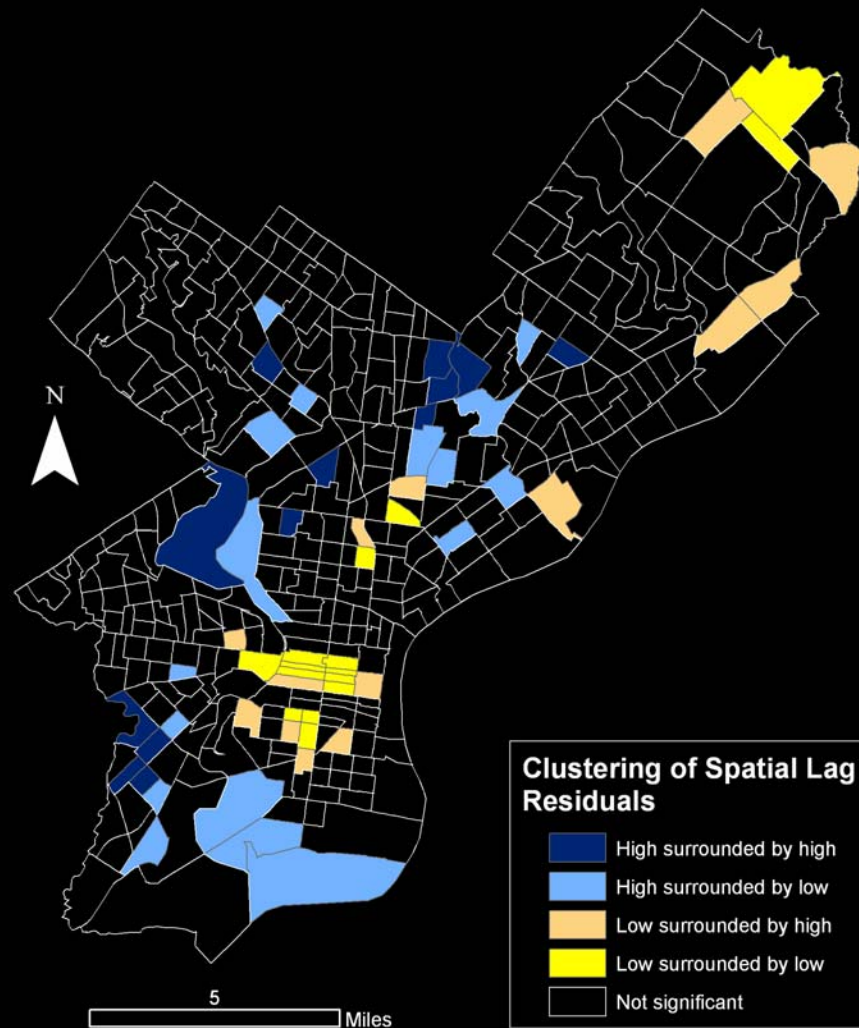 N
Clustering of Spatial Lag
Residuals
High surrounded by high
High surrounded by low
Low surrounded by high
Low surrounded by low
Not significant
5
Miles